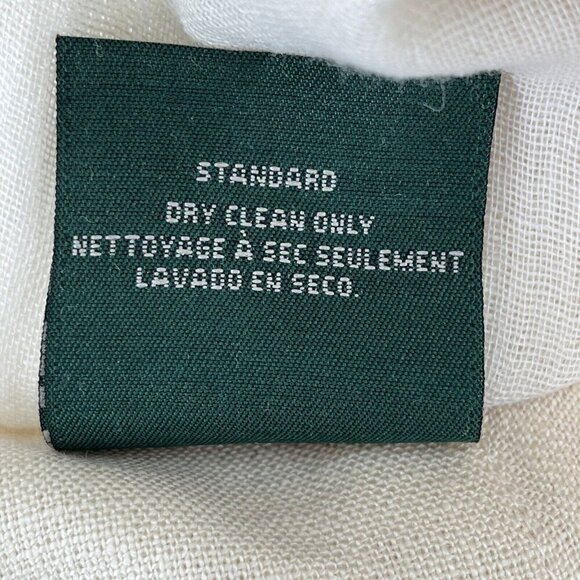 STANDARD
DRY CLEAN ONLY
NETTOYAGE À SEC SEULEMENT
LAVADO EN SECO.